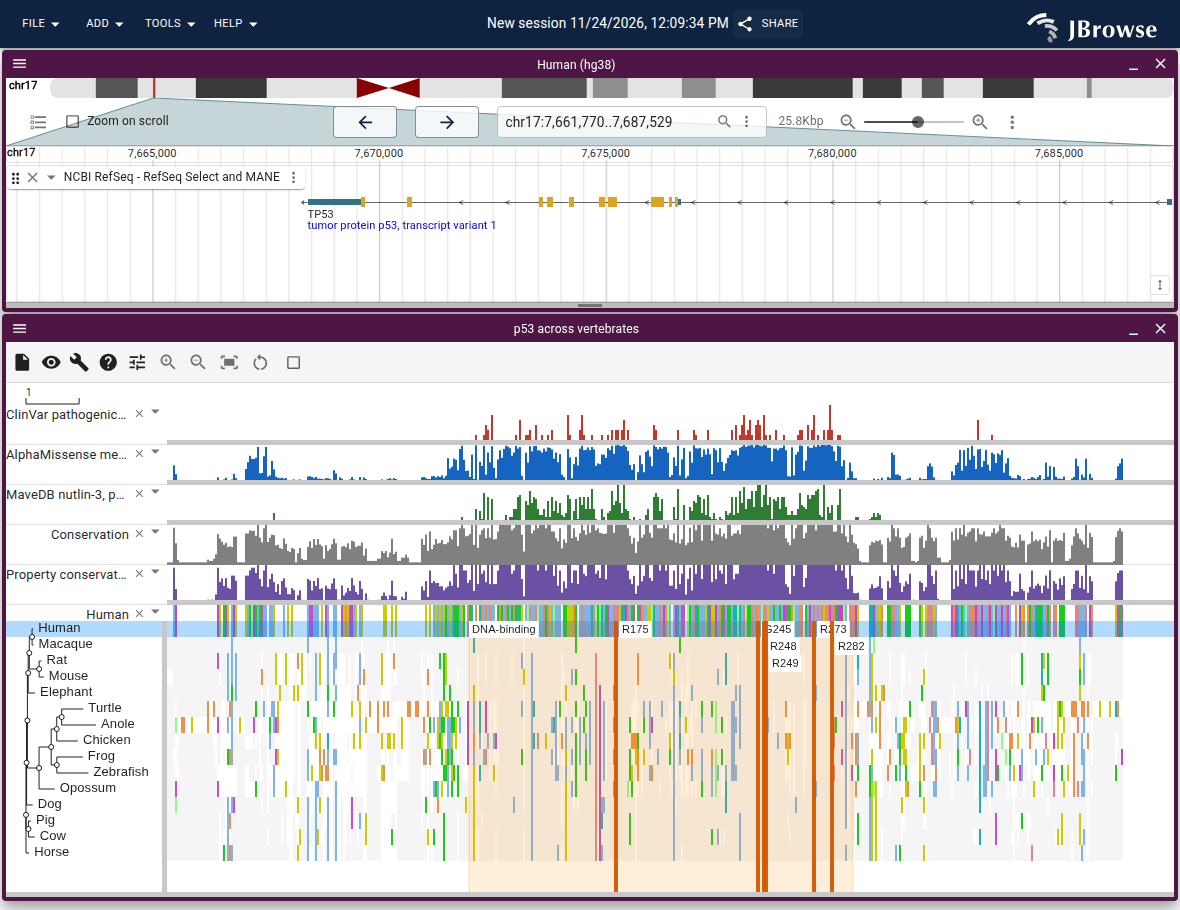 FILE ADD TOOLS HELP New session 11/24/2026, 12:09:34 PM SHARE JBrowse
Human (hg38)
chr17
Zoom on scroll chr17:7,661,770..7,687,529 25.8Kbp
chr17 7,665,000 7,670,000 7,675,000 7,680,000 7,685,000
NCBI RefSeq - RefSeq Select and MANE
TP53
tumor protein p53, transcript variant 1
p53 across vertebrates
1
ClinVar pathogenic...
AlphaMissense me...
MaveDB nutlin-3, p...
Conservation
Property conservat...
Human
Human DNA-binding R175 G245 R273
Macaque R248 R282
Rat R249
Mouse
Elephant
Turtle
Anole
Chicken
Frog
Zebrafish
Opossum
Dog
Pig
Cow
Horse